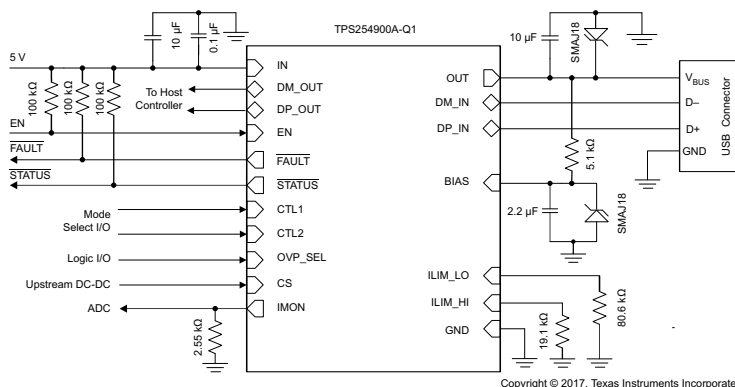 TPS254900A-Q1
10 µF
0.1 µF
5 V
100 kΩ
100 kΩ
100 kΩ
To Host
Controller
EN
FAULT
STATUS
Mode
Select I/O
Logic I/O
Upstream DC-DC
ADC
2.55 kΩ
IN
DM_OUT
DP_OUT
EN
FAULT
STATUS
CTL1
CTL2
OVP_SEL
CS
IMON
OUT
DM_IN
DP_IN
BIAS
ILIM_LO
ILIM_HI
GND
10 µF
SMAJ18
5.1 kΩ
2.2 µF
SMAJ18
19.1 kΩ
80.6 kΩ
VBUS
D–
D+
GND
USB Connector
Copyright © 2017, Texas Instruments Incorporate